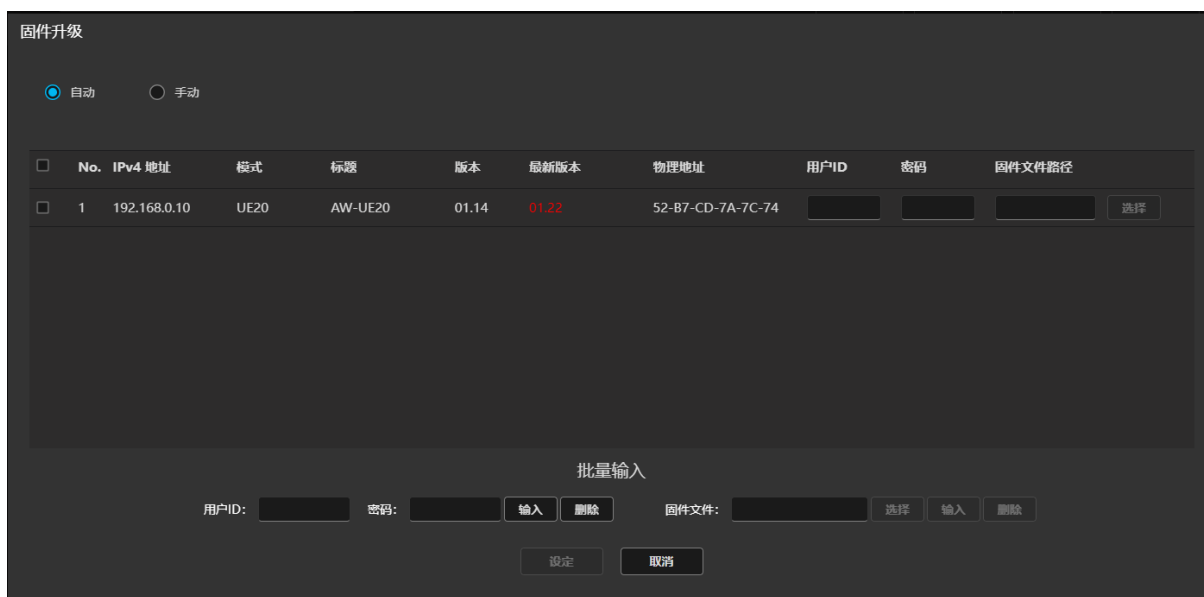 固件升级
自动 手动
No. IPv4 地址 模式 标题 版本 最新版本 物理地址 用户ID 密码 固件文件路径
1 192.168.0.10 UE20 AW-UE20 01.14 01.22 52-B7-CD-7A-7C-74 选择
批量输入
用户ID: 密码: 输入 删除 固件文件: 选择 输入 删除
设定 取消